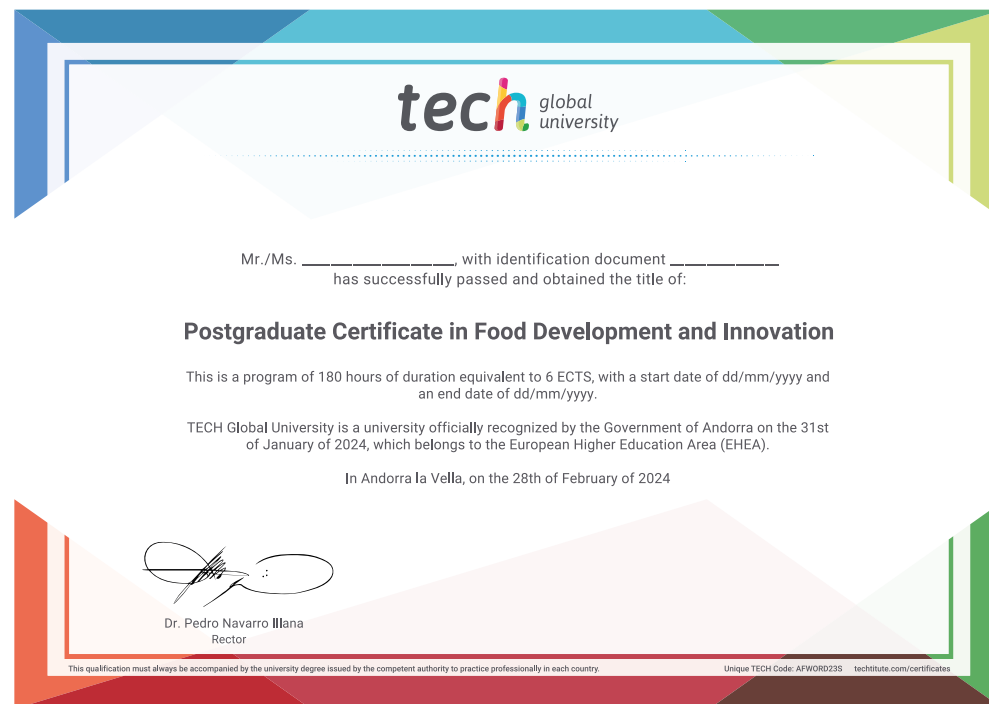 tech global
university
Mr./Ms. ____________________, with identification document ______________
has successfully passed and obtained the title of:
Postgraduate Certificate in Food Development and Innovation
This is a program of 180 hours of duration equivalent to 6 ECTS, with a start date of dd/mm/yyyy and
an end date of dd/mm/yyyy.
TECH Global University is a university officially recognized by the Government of Andorra on the 31st
of January of 2024, which belongs to the European Higher Education Area (EHEA).
In Andorra la Vella, on the 28th of February of 2024
Dr. Pedro Navarro Illana
Rector
This qualification must always be accompanied by the university degree issued by the competent authority to practice professionally in each country. Unique TECH Code: AFWORD23S techtitute.com/certificates